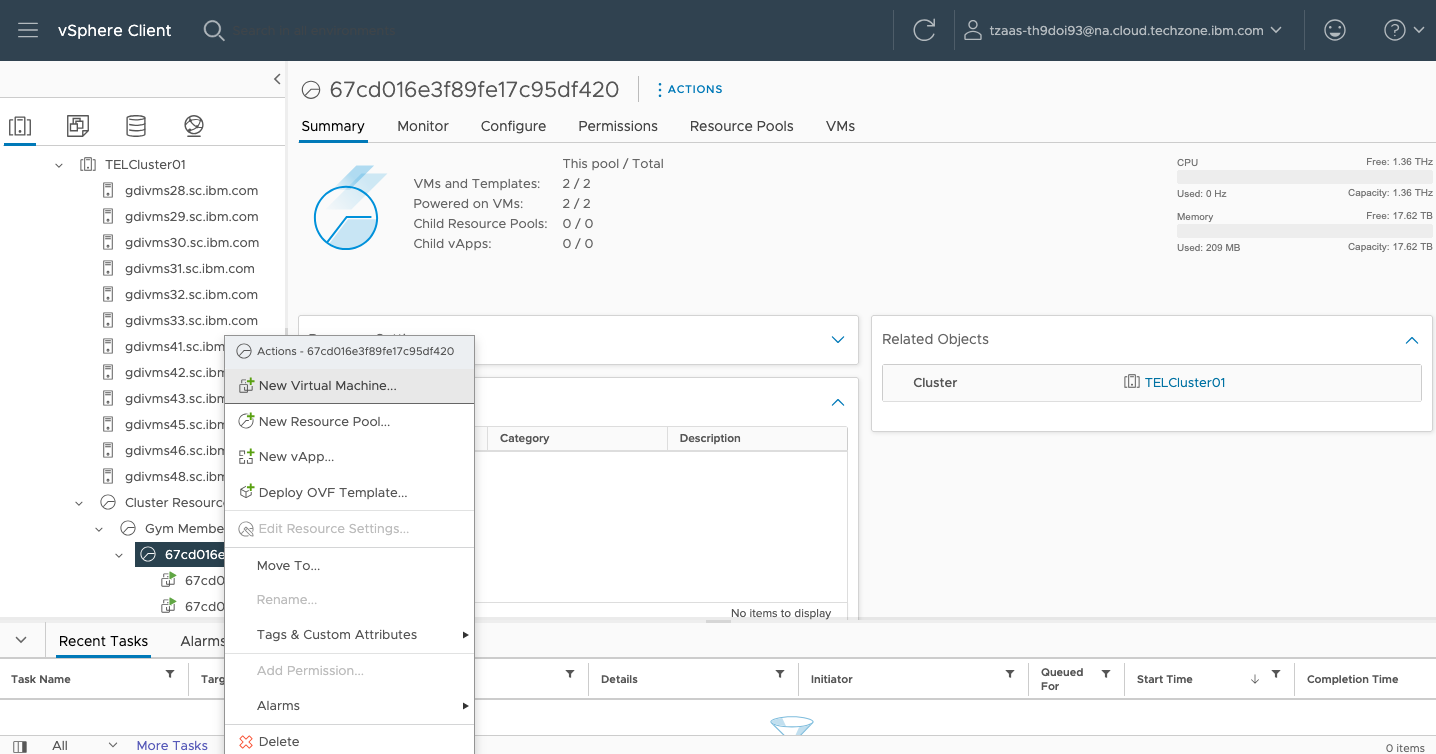 vSphere Client
tzaas-th9doi93@na.cloud.techzone.ibm.com
67cd016e3f89fe17c95df420
ACTIONS
Summary Monitor Configure Permissions Resource Pools VMs
TELCluster01
gdivms28.sc.ibm.com
gdivms29.sc.ibm.com
gdivms30.sc.ibm.com
gdivms31.sc.ibm.com
gdivms32.sc.ibm.com
gdivms33.sc.ibm.com
gdivms41.sc.ibm
gdivms42.sc.ibm
gdivms43.sc.ibm
gdivms45.sc.ibm
gdivms46.sc.ibm
gdivms48.sc.ibm
Cluster Resourc
Gym Membe
67cd016e
67cd0
67cd0
This pool / Total
VMs and Templates: 2 / 2
Powered on VMs: 2 / 2
Child Resource Pools: 0 / 0
Child vApps: 0 / 0
CPU Free: 1.36 THz
Used: 0 Hz Capacity: 1.36 THz
Memory Free: 17.62 TB
Used: 209 MB Capacity: 17.62 TB
Related Objects
Cluster TELCluster01
Category Description
No items to display
Actions - 67cd016e3f89fe17c95df420
New Virtual Machine...
New Resource Pool...
New vApp...
Deploy OVF Template...
Edit Resource Settings...
Move To...
Rename...
Tags & Custom Attributes
Add Permission...
Alarms
Delete
Recent Tasks Alarms
Task Name Targ Details Initiator Queued For Start Time Completion Time
All More Tasks
0 items